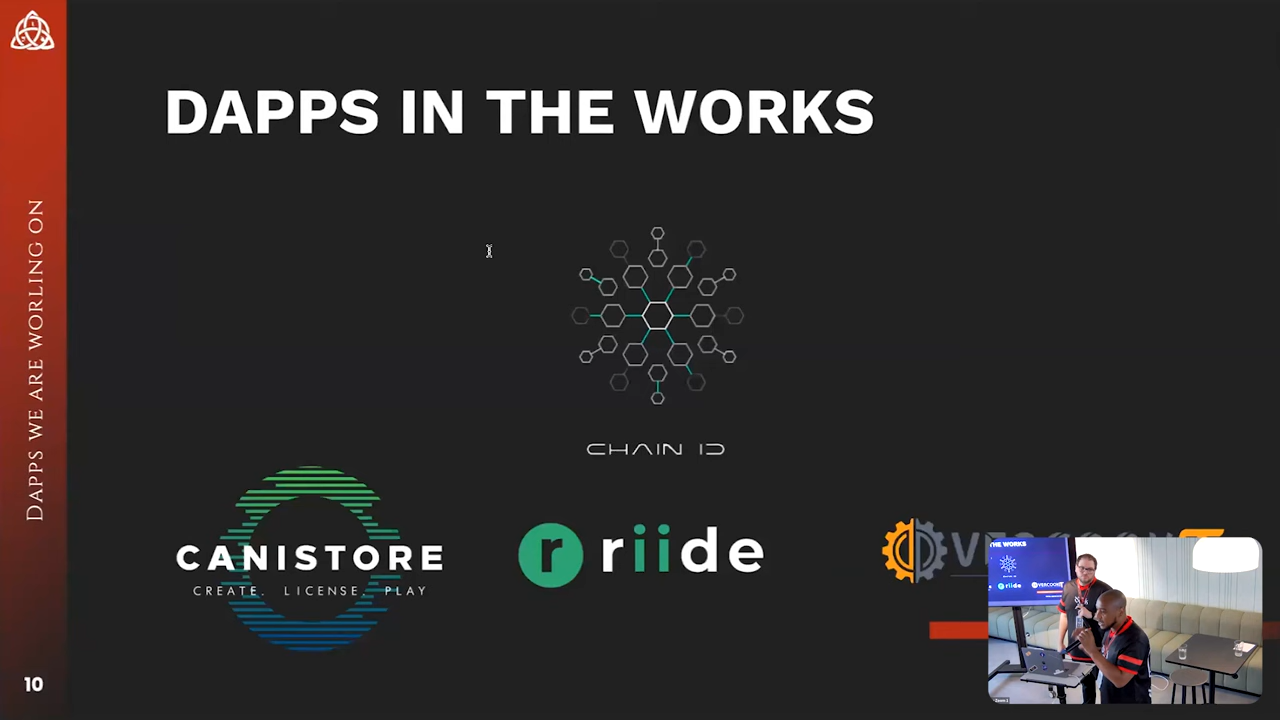 DAPPS WE ARE WORLING ON
10
DAPPS IN THE WORKS
CHAIN ID
CANISTORE
CREATE. LICENSE. PLAY
r riide